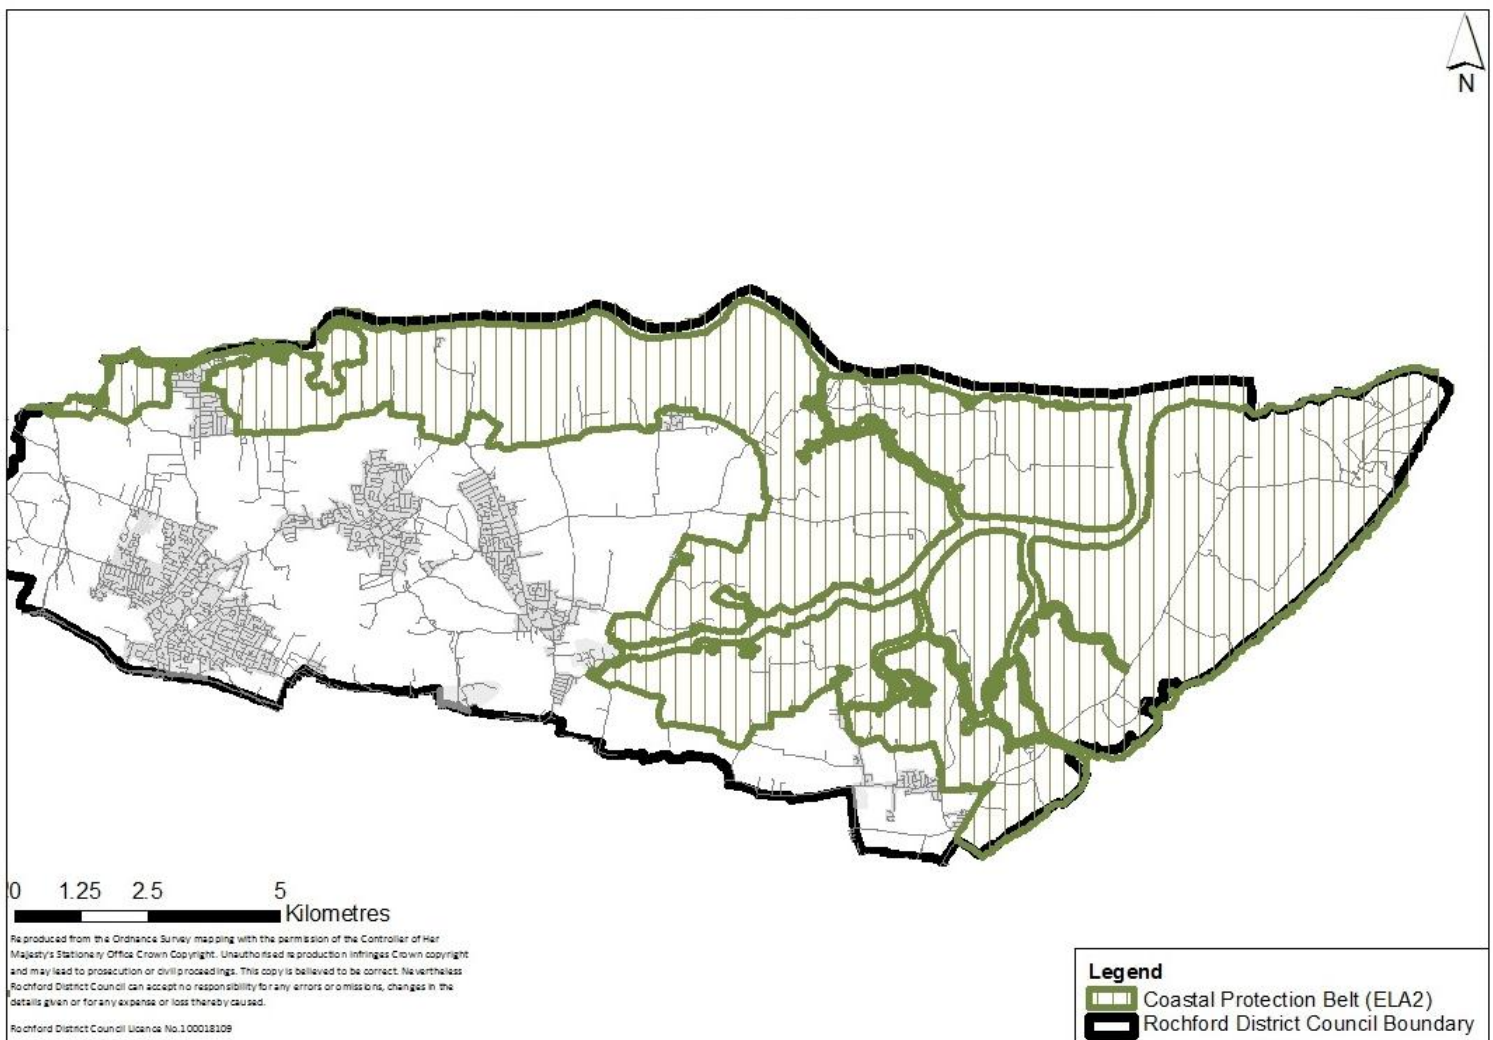 N
0 1.25 2.5 5
Kilometres
Reproduced from the Ordnance Survey mapping with the permission of the Controller of Her
Majesty's Stationery Office Crown Copyright. Unauthorised reproduction infringes Crown copyright
and may lead to prosecution or civil proceedings. This copy is believed to be correct. Nevertheless
Rochford District Council can accept no responsibility for any errors or omissions, changes in the
details given or for any expense or loss thereby caused.
Rochford District Council Licence No.100018109
Legend
Coastal Protection Belt (ELA2)
Rochford District Council Boundary